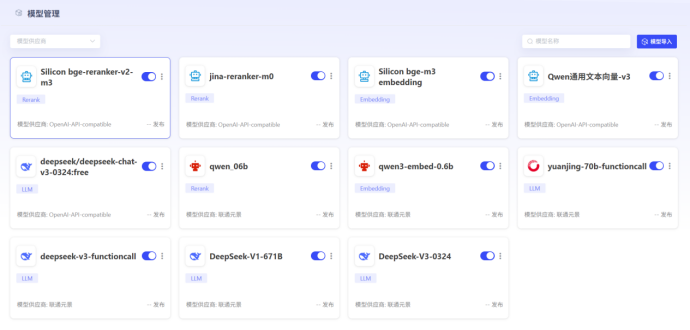 模型管理
模型供应商
模型名称
模型导入
Silicon bge-reranker-v2-m3
Rerank
模型供应商: OpenAI-API-compatible
-- 发布
jina-reranker-m0
Rerank
模型供应商: OpenAI-API-compatible
-- 发布
Silicon bge-m3
embedding
Embedding
模型供应商: OpenAI-API-compatible
-- 发布
Qwen通用文本向量-v3
Embedding
模型供应商: OpenAI-API-compatible
-- 发布
deepseek/deepseek-chat-
v3-0324:free
LLM
模型供应商: OpenAI-API-compatible
-- 发布
qwen_06b
Rerank
模型供应商: 联通元景
-- 发布
qwen3-embed-0.6b
Embedding
模型供应商: 联通元景
-- 发布
yuanjing-70b-functioncall
LLM
模型供应商: 联通元景
-- 发布
deepseek-v3-functioncall
LLM
模型供应商: 联通元景
-- 发布
DeepSeek-V1-671B
LLM
模型供应商: 联通元景
-- 发布
DeepSeek-V3-0324
LLM
模型供应商: 联通元景
-- 发布